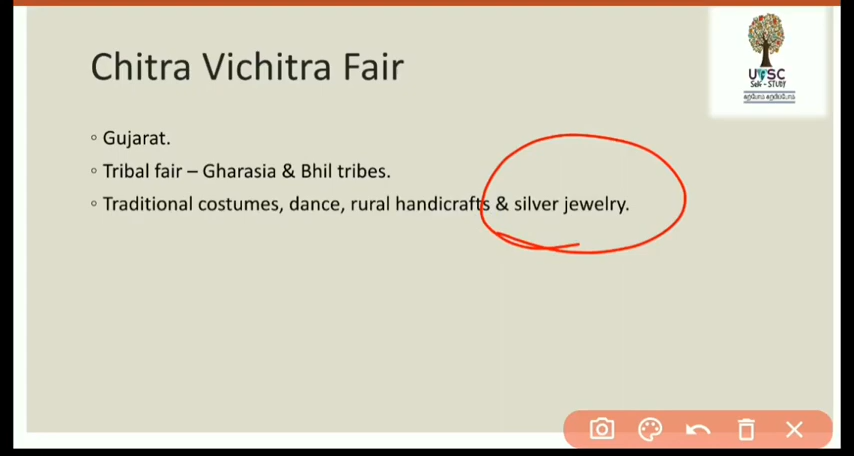 Chitra Vichitra Fair
UPSC
Self - STUDY
◦ Gujarat.
◦ Tribal fair – Gharasia & Bhil tribes.
◦ Traditional costumes, dance, rural handicrafts & silver jewelry.